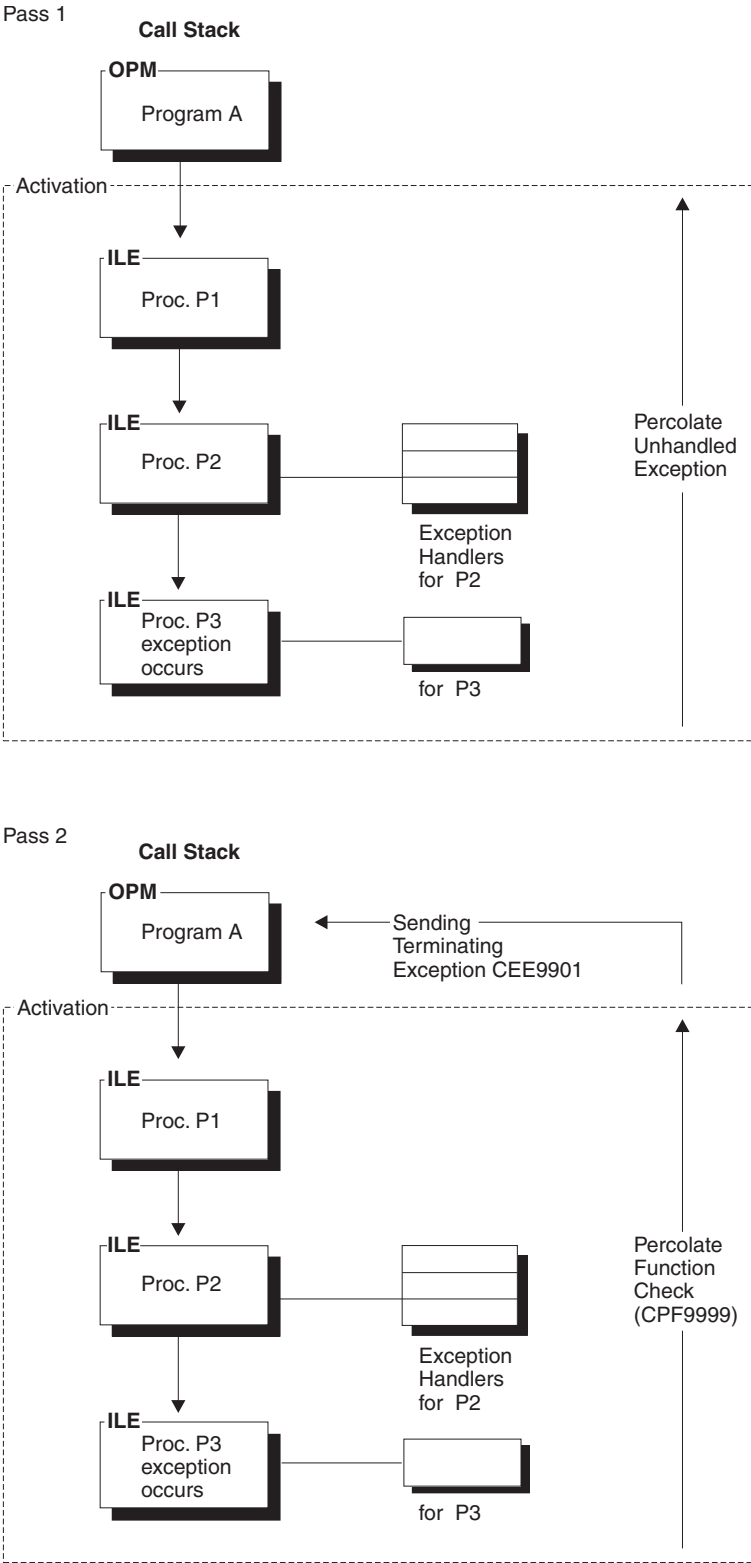 Pass 1
Call Stack
OPM
Program A
Activation
ILE
Proc. P1
ILE
Proc. P2
Exception
Handlers
for P2
Percolate
Unhandled
Exception
ILE
Proc. P3
exception
occurs
for P3
Pass 2
Call Stack
OPM
Program A
Sending
Terminating
Exception CEE9901
Activation
ILE
Proc. P1
ILE
Proc. P2
Exception
Handlers
for P2
Percolate
Function
Check
(CPF9999)
ILE
Proc. P3
exception
occurs
for P3